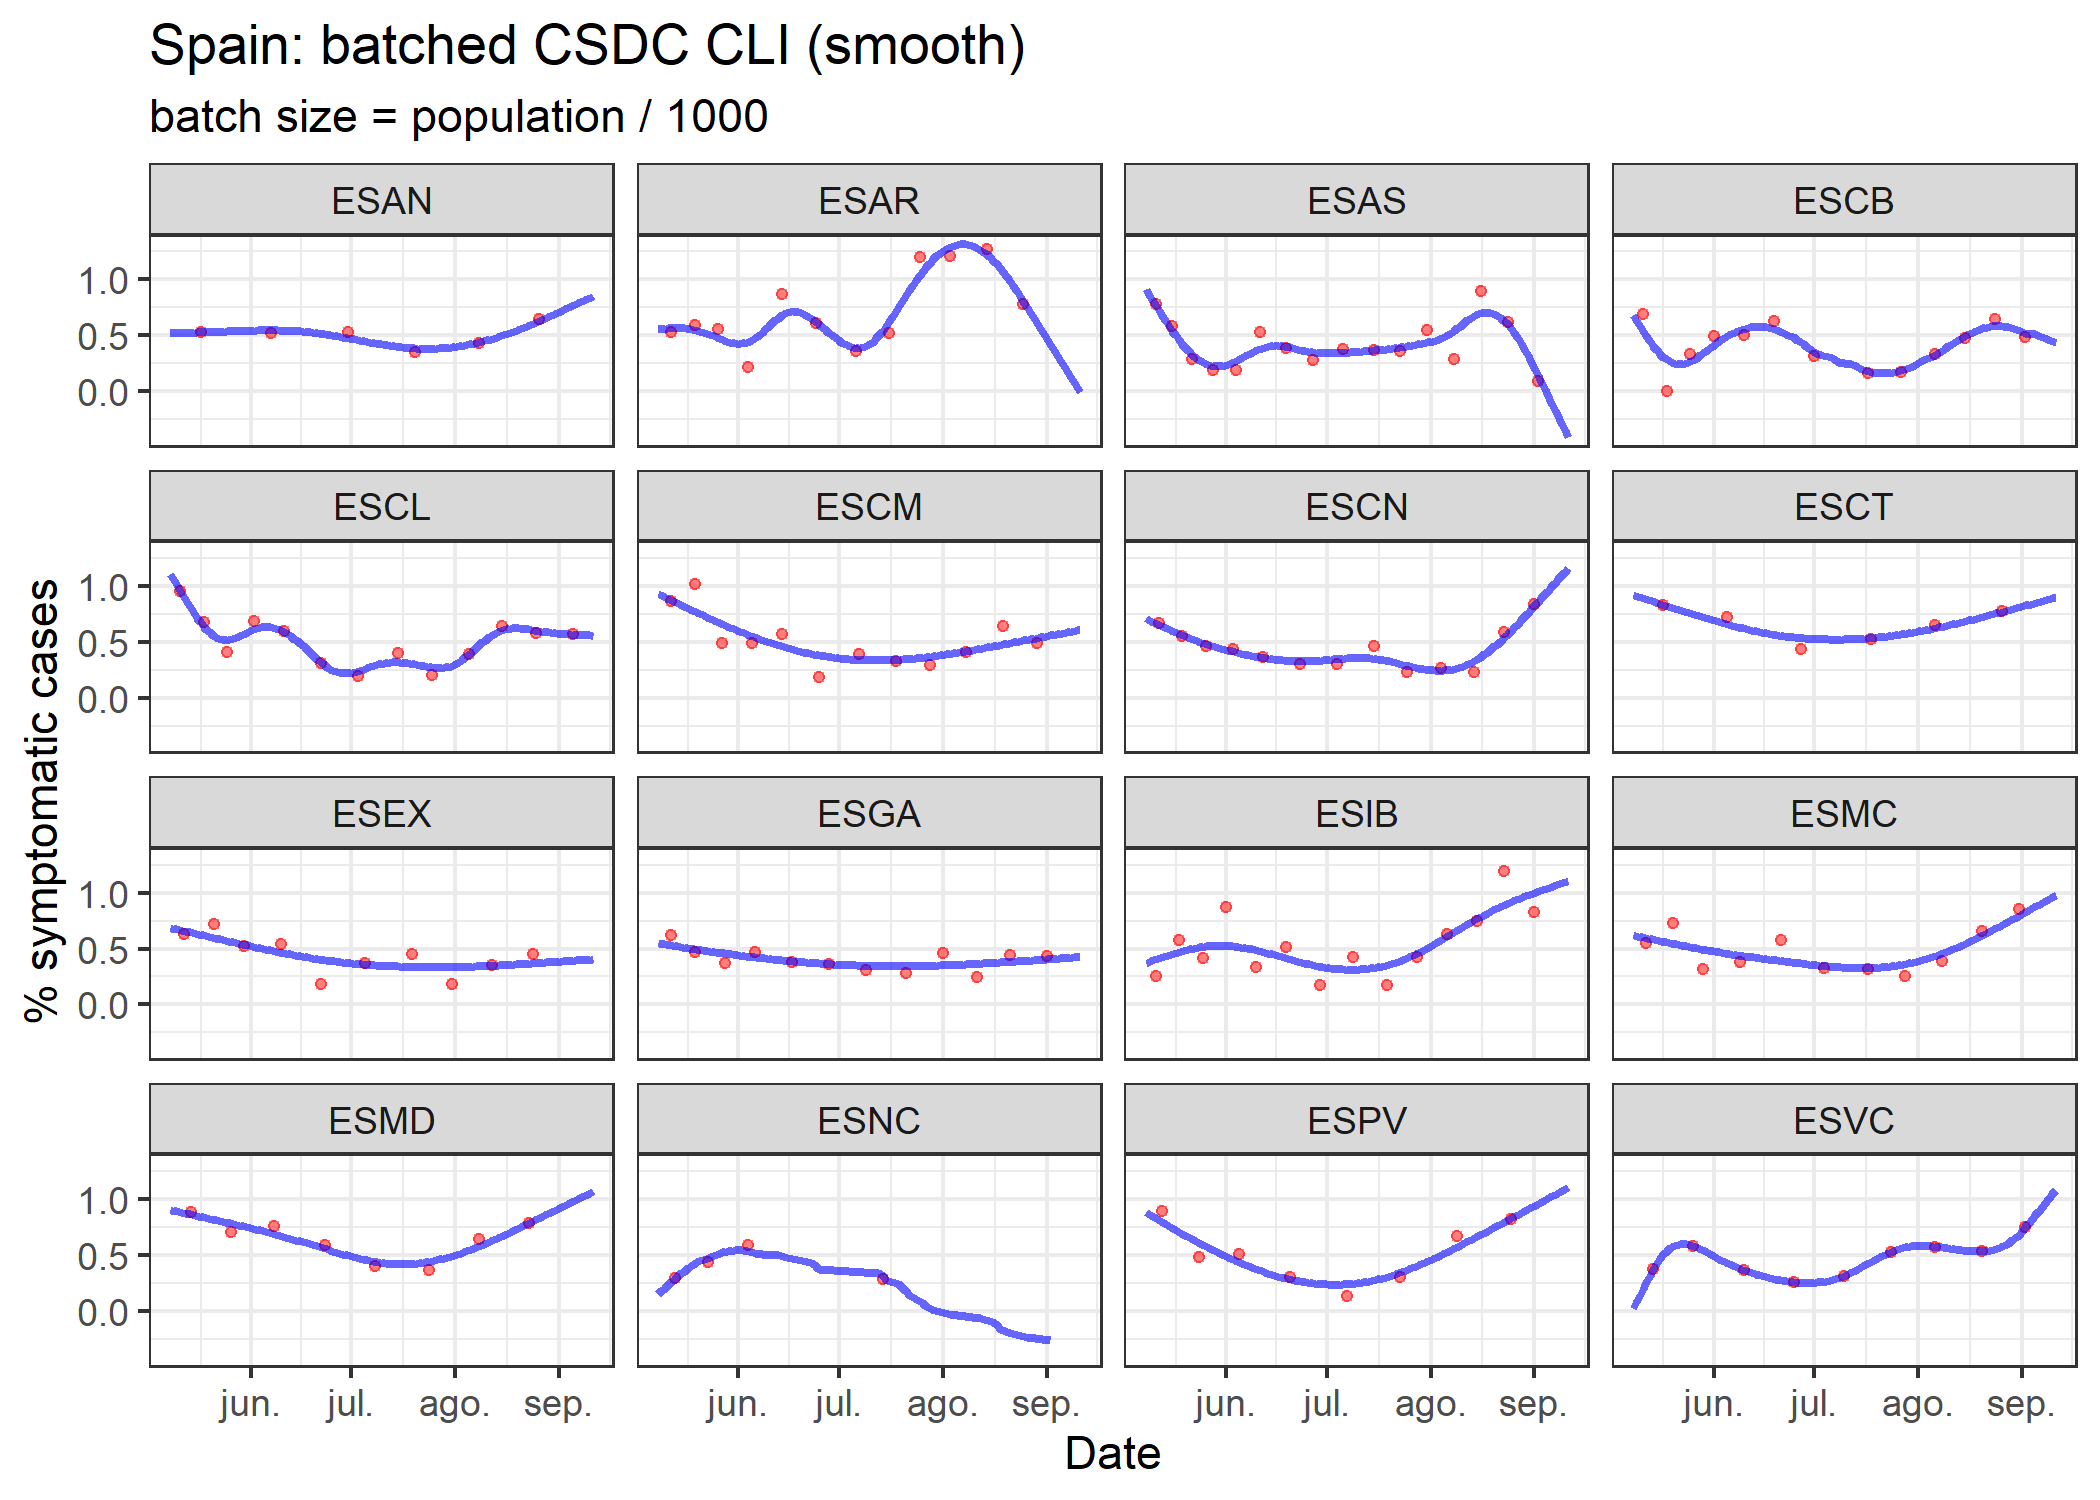 Spain: batched CSDC CLI (smooth)
batch size = population / 1000
ESAN ESAR ESAS ESCB
1.0
0.5
0.0
ESCL ESCM ESCN ESCT
1.0
0.5
0.0
ESEX ESGA ESIB ESMC
1.0
0.5
0.0
ESMD ESNC ESPV ESVC
1.0
0.5
0.0
% symptomatic cases
jun. jul. ago. sep. jun. jul. ago. sep. jun. jul. ago. sep. jun. jul. ago. sep.
Date